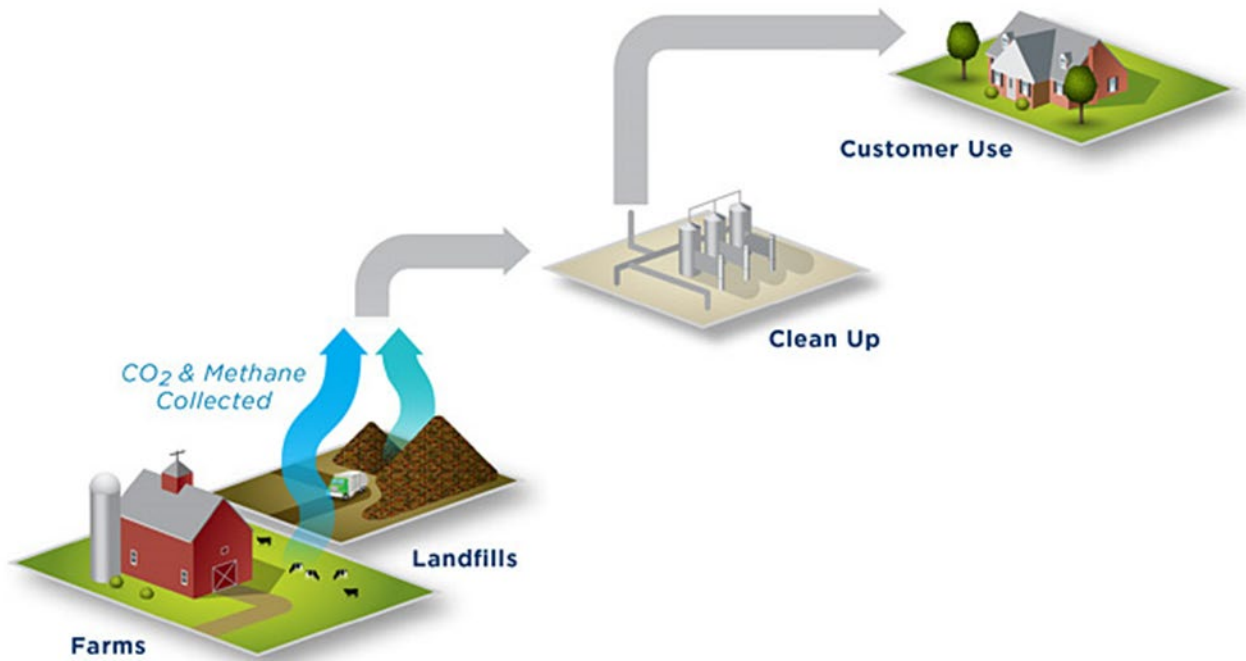 Customer Use
Clean Up
CO2 & Methane
Collected
Landfills
Farms